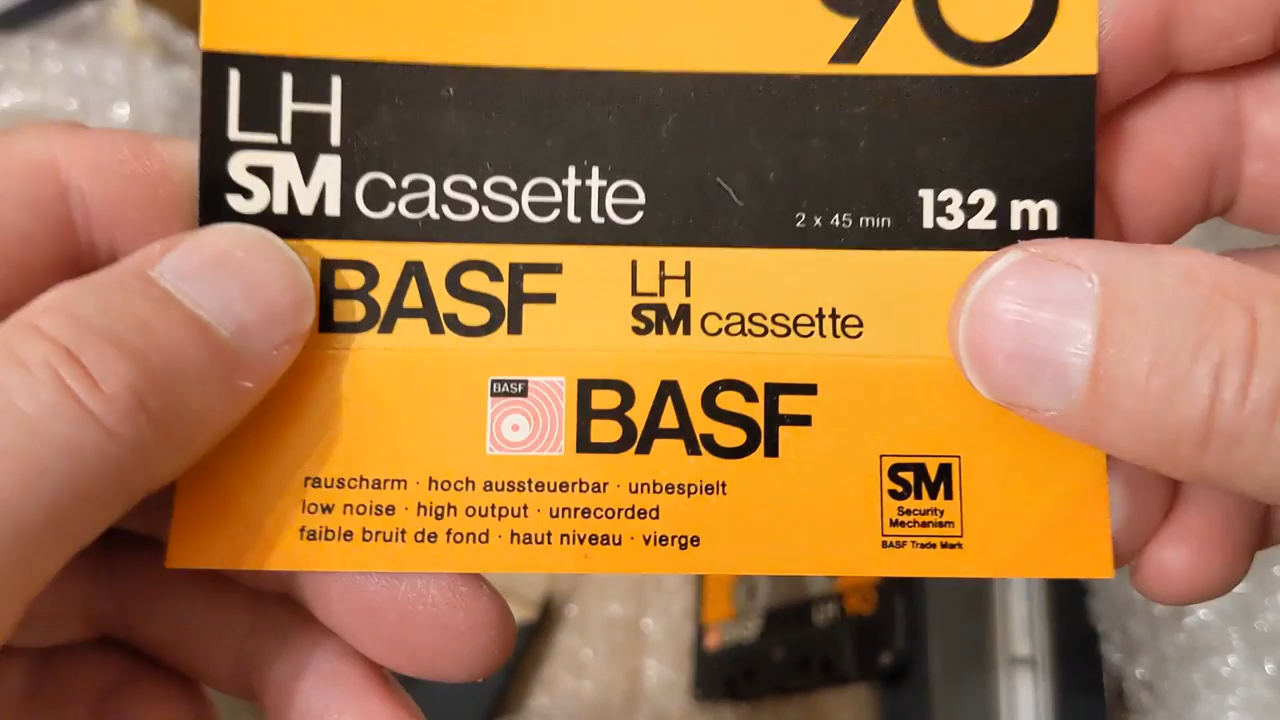 90
LH
SM cassette
2 x 45 min 132 m
BASF
LH
SM cassette
BASF
BASF
rauscharm · hoch aussteuerbar · unbespielt
low noise · high output · unrecorded
faible bruit de fond · haut niveau · vierge
SM
Security
Mechanism
BASF Trade Mark